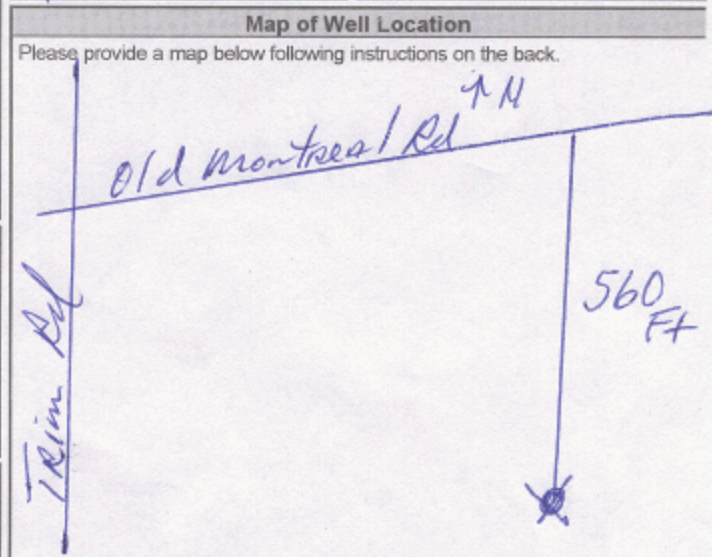 Map of Well Location
Please provide a map below following instructions on the back.
↑ N
Old Montreal Rd
560
Ft
Trim Rd